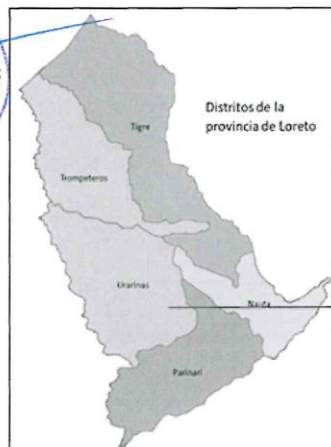 Distritos de la
provincia de Loreto
Tigre
Trompeteros
Urarinas
Nauta
Parinari